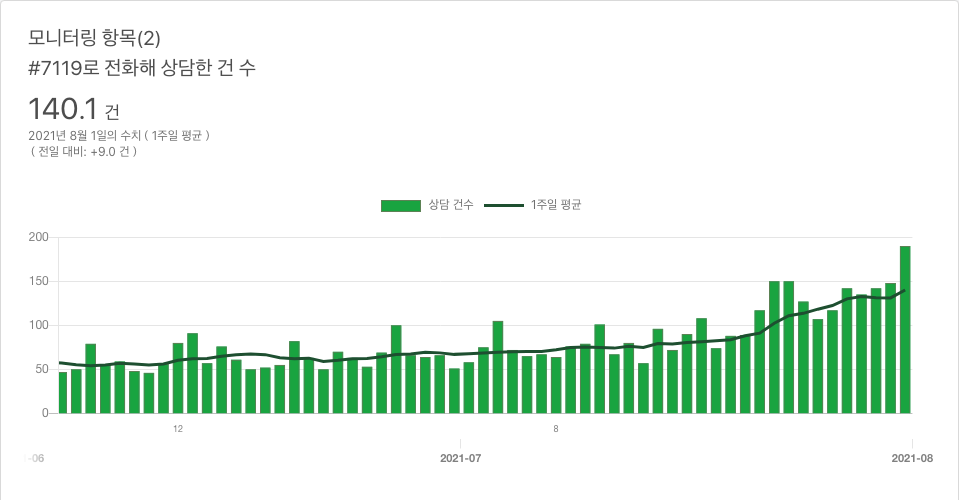 모니터링 항목(2)
#7119로 전화해 상담한 건 수
140.1 건
2021년 8월 1일의 수치 ( 1주일 평균 )
( 전일 대비: +9.0 건 )
상담 건수 1주일 평균
200
150
100
50
0
12 8
-06 2021-07 2021-08